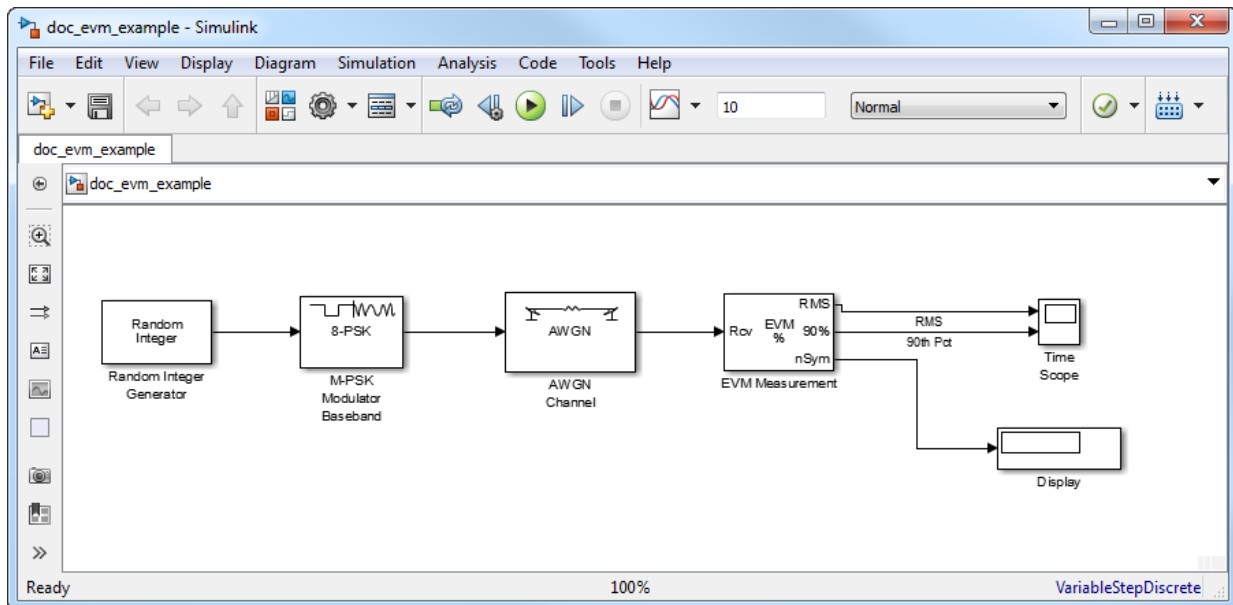 doc_evm_example - Simulink
File Edit View Display Diagram Simulation Analysis Code Tools Help
10 Normal
doc_evm_example
doc_evm_example
Random
Integer
Random Integer
Generator
8-PSK
M-PSK
Modulator
Baseband
AWGN
AWGN
Channel
Rcv EVM
%
RMS
90%
nSym
EVM Measurement
RMS
90th Pct
Time
Scope
Display
A
Ready 100% VariableStepDiscrete